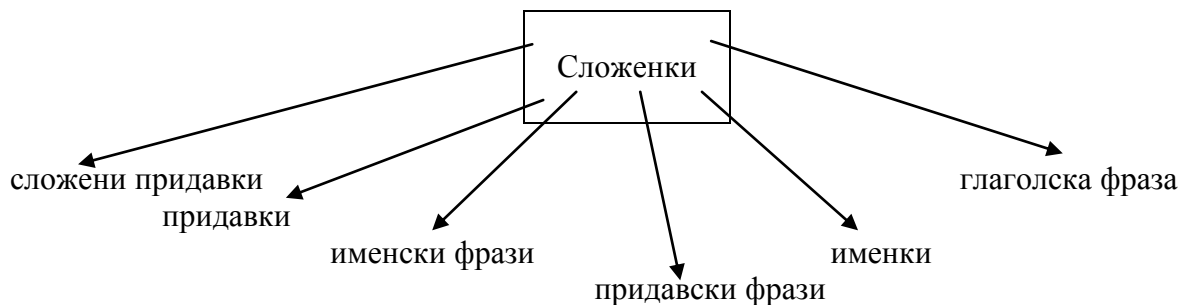 Сложенки
сложени придавки
глаголска фраза
придавки
именски фрази
именки
придавски фрази